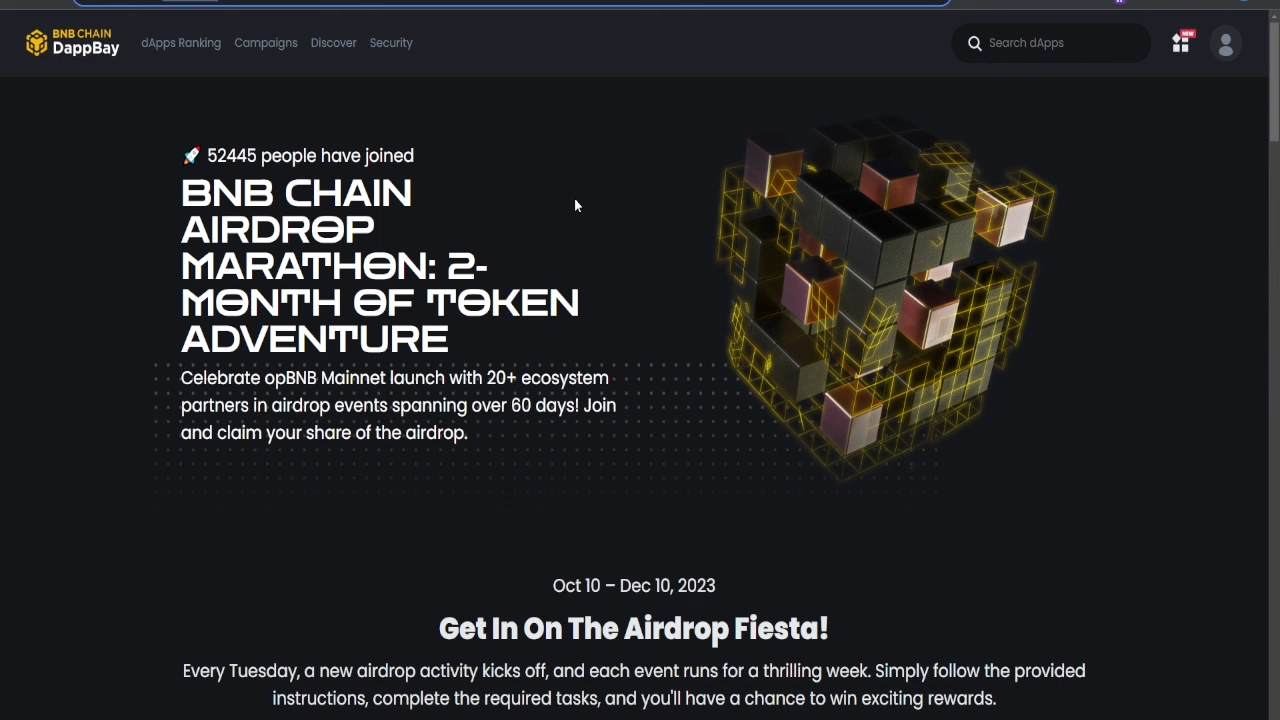 BNB CHAIN
DappBay
dApps Ranking Campaigns Discover Security
Search dApps
NEW
🚀 52445 people have joined
BNB CHAIN
AIRDROP
MARATHON: 2-
MONTH OF TOKEN
ADVENTURE
Celebrate opBNB Mainnet launch with 20+ ecosystem
partners in airdrop events spanning over 60 days! Join
and claim your share of the airdrop.
Oct 10 – Dec 10, 2023
Get In On The Airdrop Fiesta!
Every Tuesday, a new airdrop activity kicks off, and each event runs for a thrilling week. Simply follow the provided
instructions, complete the required tasks, and you'll have a chance to win exciting rewards.